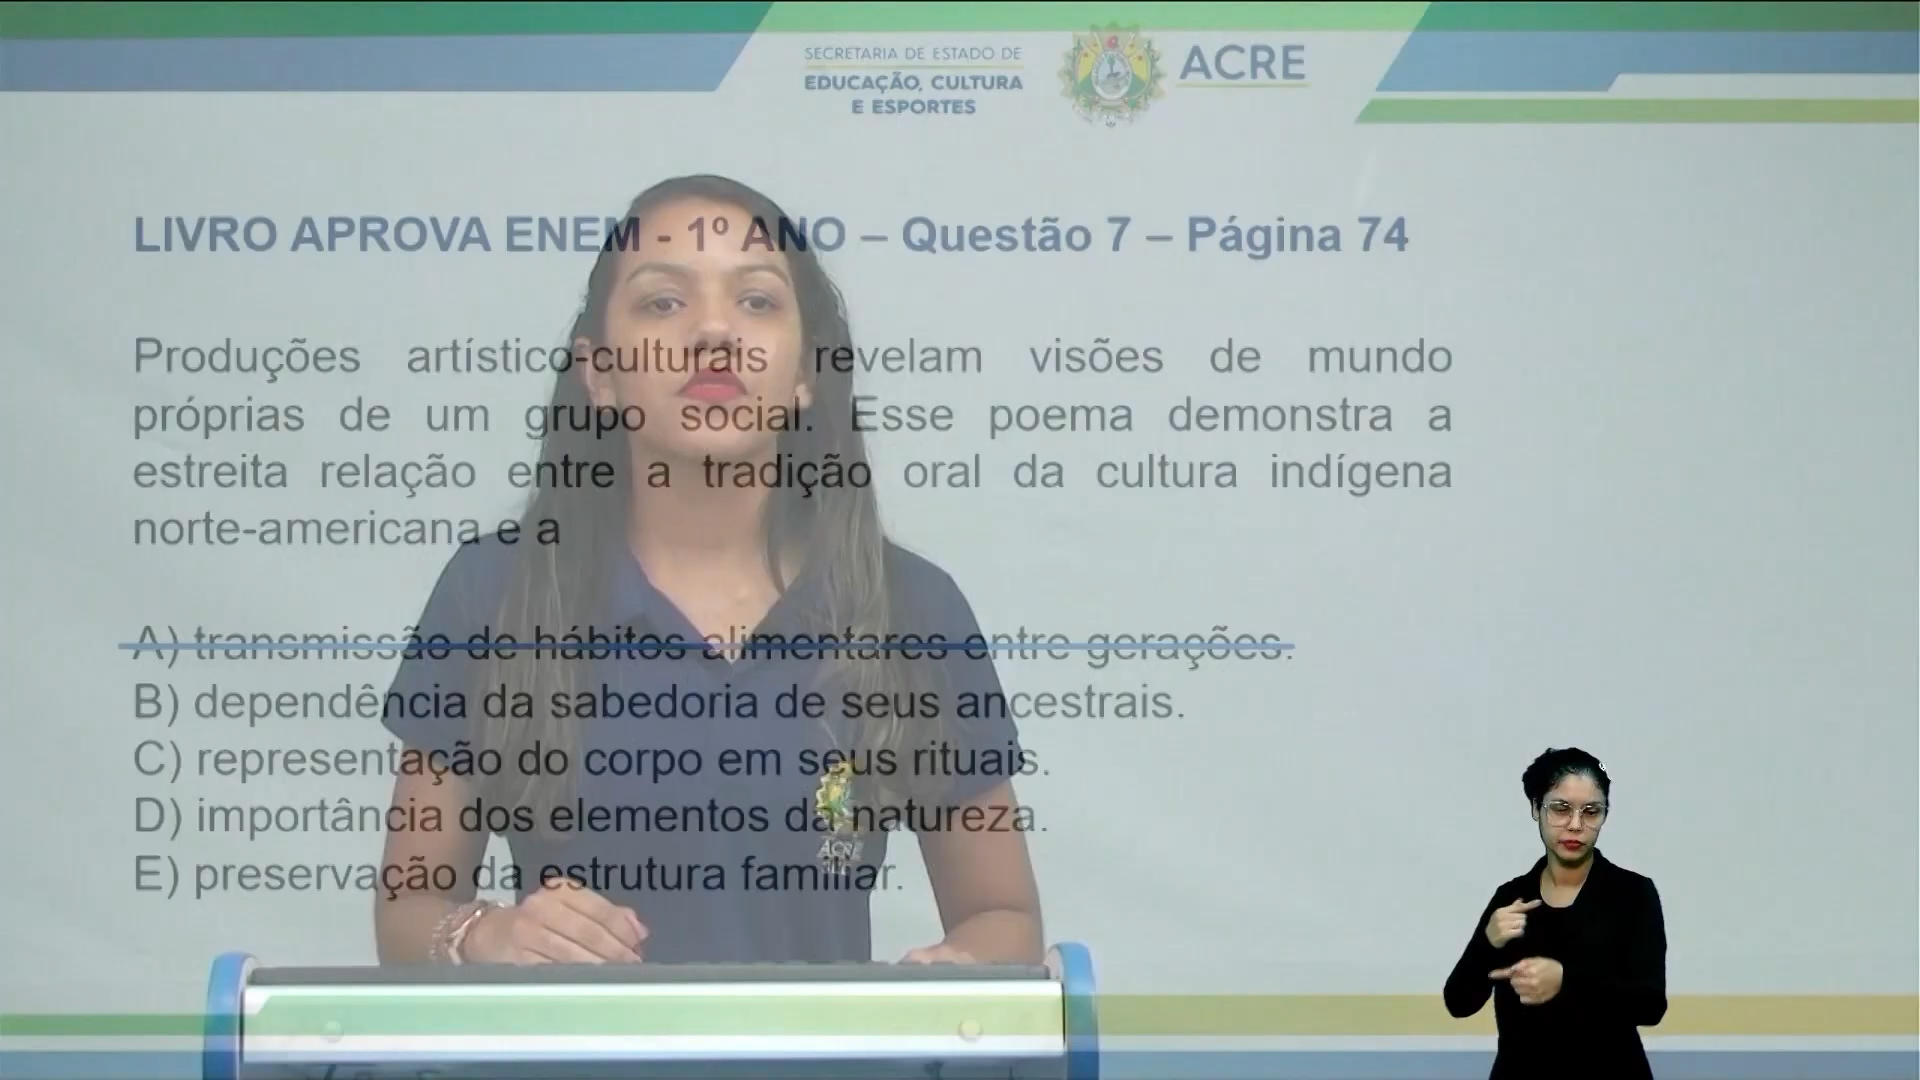 SECRETARIA DE ESTADO DE
EDUCAÇÃO, CULTURA
E ESPORTES
ACRE
LIVRO APROVA ENEM - 1º ANO – Questão 7 – Página 74
Produções artístico-culturais revelam visões de mundo
próprias de um grupo social. Esse poema demonstra a
estreita relação entre a tradição oral da cultura indígena
norte-americana e a
A) transmissão de hábitos alimentares entre gerações.
B) dependência da sabedoria de seus ancestrais.
C) representação do corpo em seus rituais.
D) importância dos elementos da natureza.
E) preservação da estrutura familiar.
ACRE